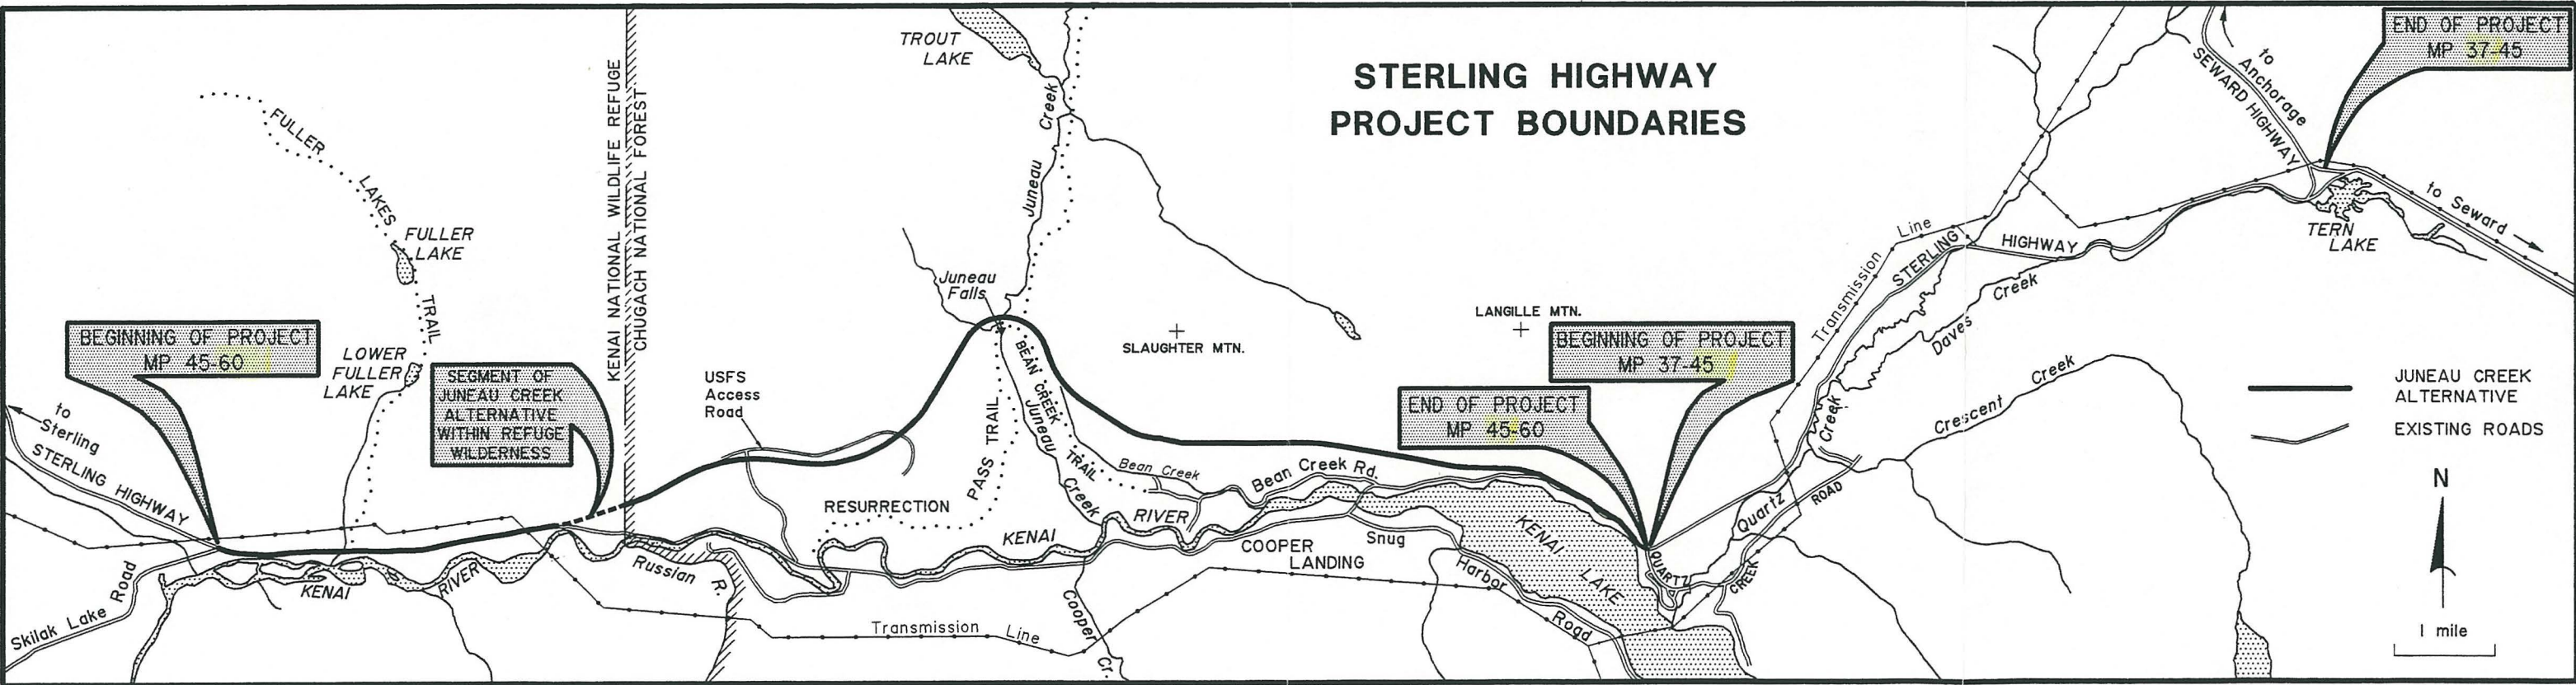 STERLING HIGHWAY
PROJECT BOUNDARIES
TROUT
LAKE
FULLER
LAKES
TRAIL
FULLER
LAKE
LOWER
FULLER
LAKE
KENAI NATIONAL WILDLIFE REFUGE
CHUGACH NATIONAL FOREST
BEGINNING OF PROJECT
MP 45-60
SEGMENT OF
JUNEAU CREEK
ALTERNATIVE
WITHIN REFUGE
WILDERNESS
to
Sterling
STERLING HIGHWAY
Skilak Lake Road
KENAI
RIVER
Russian
R.
USFS
Access
Road
Juneau
Creek
Juneau
Falls
BEAN CREEK
TRAIL
Juneau
Creek
RESURRECTION
PASS TRAIL
KENAI
RIVER
Bean Creek
Bean Creek Rd.
SLAUGHTER MTN.
LANGILLE MTN.
COOPER
LANDING
Cooper
Cr.
Transmission Line
Snug
Harbor
Road
KENAI
LAKE
END OF PROJECT
MP 45-60
BEGINNING OF PROJECT
MP 37-45
QUARTZ
CREEK
ROAD
Quartz
Creek
Transmission
Line
STERLING
HIGHWAY
Daves
Creek
Crescent
Creek
to
Anchorage
SEWARD HIGHWAY
END OF PROJECT
MP 37-45
to Seward
TERN
LAKE
JUNEAU CREEK
ALTERNATIVE
EXISTING ROADS
N
1 mile